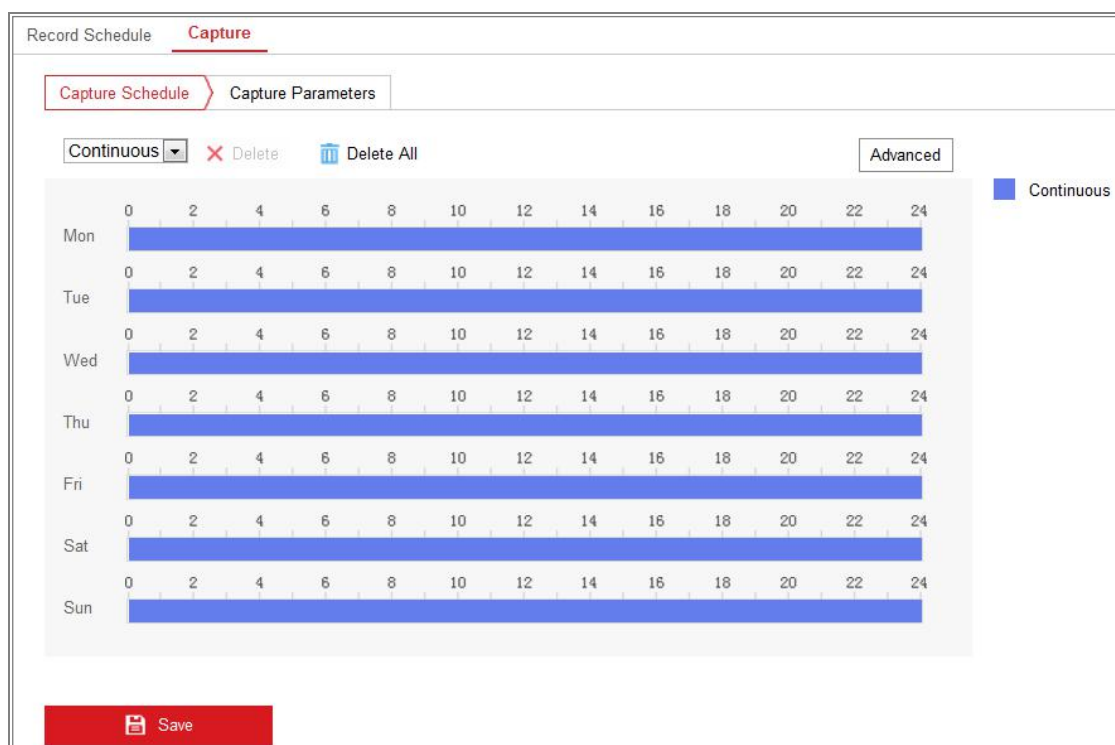 Record Schedule Capture
Capture Schedule Capture Parameters
Continuous Delete Delete All Advanced
Continuous
0 2 4 6 8 10 12 14 16 18 20 22 24
Mon
0 2 4 6 8 10 12 14 16 18 20 22 24
Tue
0 2 4 6 8 10 12 14 16 18 20 22 24
Wed
0 2 4 6 8 10 12 14 16 18 20 22 24
Thu
0 2 4 6 8 10 12 14 16 18 20 22 24
Fri
0 2 4 6 8 10 12 14 16 18 20 22 24
Sat
0 2 4 6 8 10 12 14 16 18 20 22 24
Sun
Save